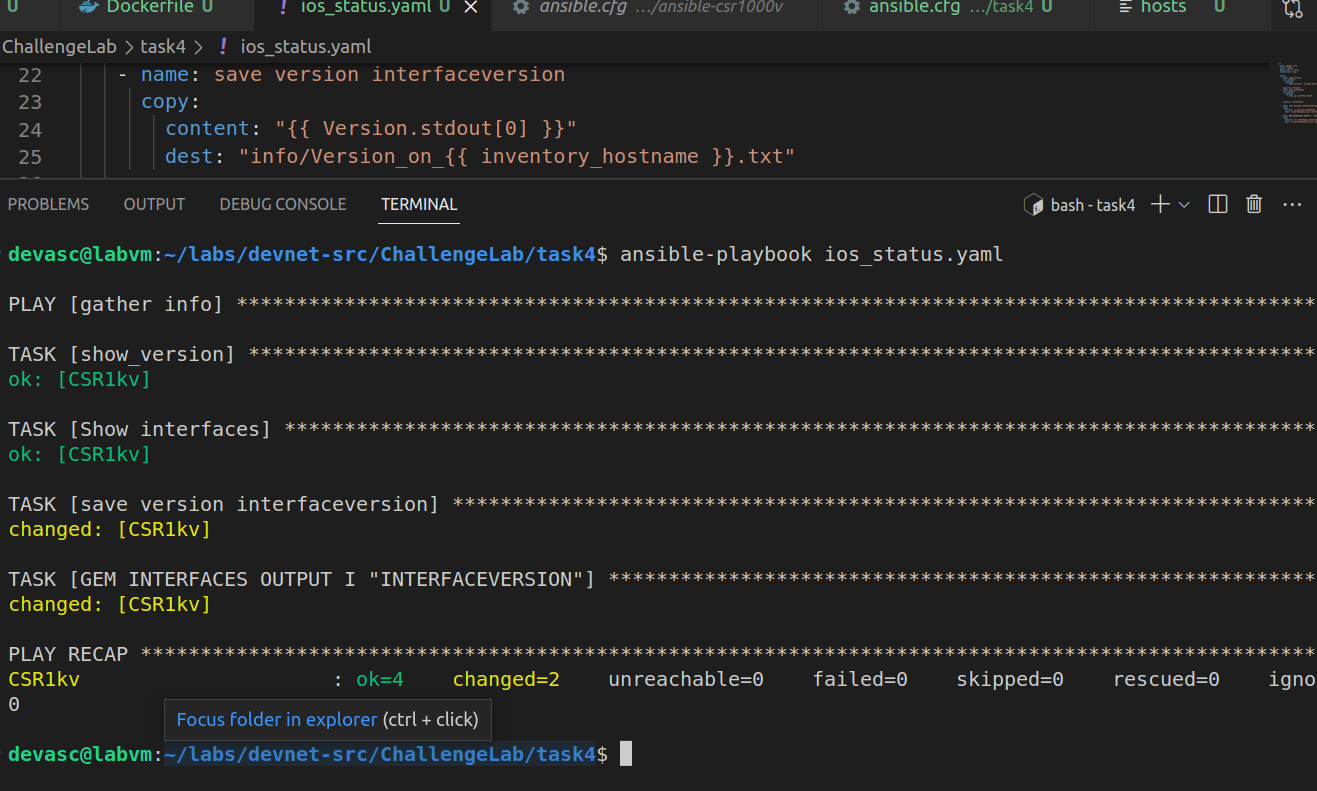 U Dockerfile U ! ios_status.yaml U ansible.cfg .../ansible-csr1000v ansible.cfg .../task4 U hosts U
ChallengeLab > task4 > ! ios_status.yaml
22 - name: save version interfaceversion
23 copy:
24 content: "{{ Version.stdout[0] }}"
25 dest: "info/Version_on_{{ inventory_hostname }}.txt"
PROBLEMS OUTPUT DEBUG CONSOLE TERMINAL bash - task4
devasc@labvm:~/labs/devnet-src/ChallengeLab/task4$ ansible-playbook ios_status.yaml
PLAY [gather info] ******************************************************************************************
TASK [show_version] *****************************************************************************************
ok: [CSR1kv]
TASK [Show interfaces] **************************************************************************************
ok: [CSR1kv]
TASK [save version interfaceversion] ************************************************************************
changed: [CSR1kv]
TASK [GEM INTERFACES OUTPUT I "INTERFACEVERSION"] ***********************************************************
changed: [CSR1kv]
PLAY RECAP **************************************************************************************************
CSR1kv : ok=4 changed=2 unreachable=0 failed=0 skipped=0 rescued=0 igno
0
Focus folder in explorer (ctrl + click)
devasc@labvm:~/labs/devnet-src/ChallengeLab/task4$